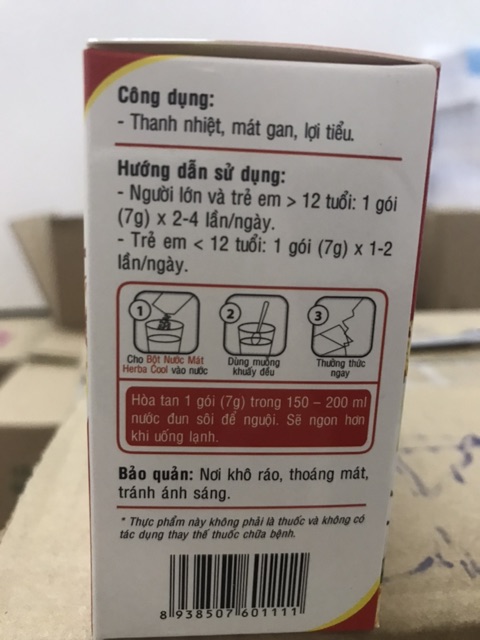 Công dụng:
- Thanh nhiệt, mát gan, lợi tiểu.
Hướng dẫn sử dụng:
- Người lớn và trẻ em > 12 tuổi: 1 gói
(7g) x 2-4 lần/ngày.
- Trẻ em < 12 tuổi: 1 gói (7g) x 1-2
lần/ngày.
1
Cho Bột Nước Mát
Herba Cool vào nước
2
Dùng muỗng
khuấy đều
3
Thưởng thức
ngay
Hòa tan 1 gói (7g) trong 150 – 200 ml
nước đun sôi để nguội. Sẽ ngon hơn
khi uống lạnh.
Bảo quản: Nơi khô ráo, thoáng mát,
tránh ánh sáng.
* Thực phẩm này không phải là thuốc và không có
tác dụng thay thế thuốc chữa bệnh.
8 938507 601111